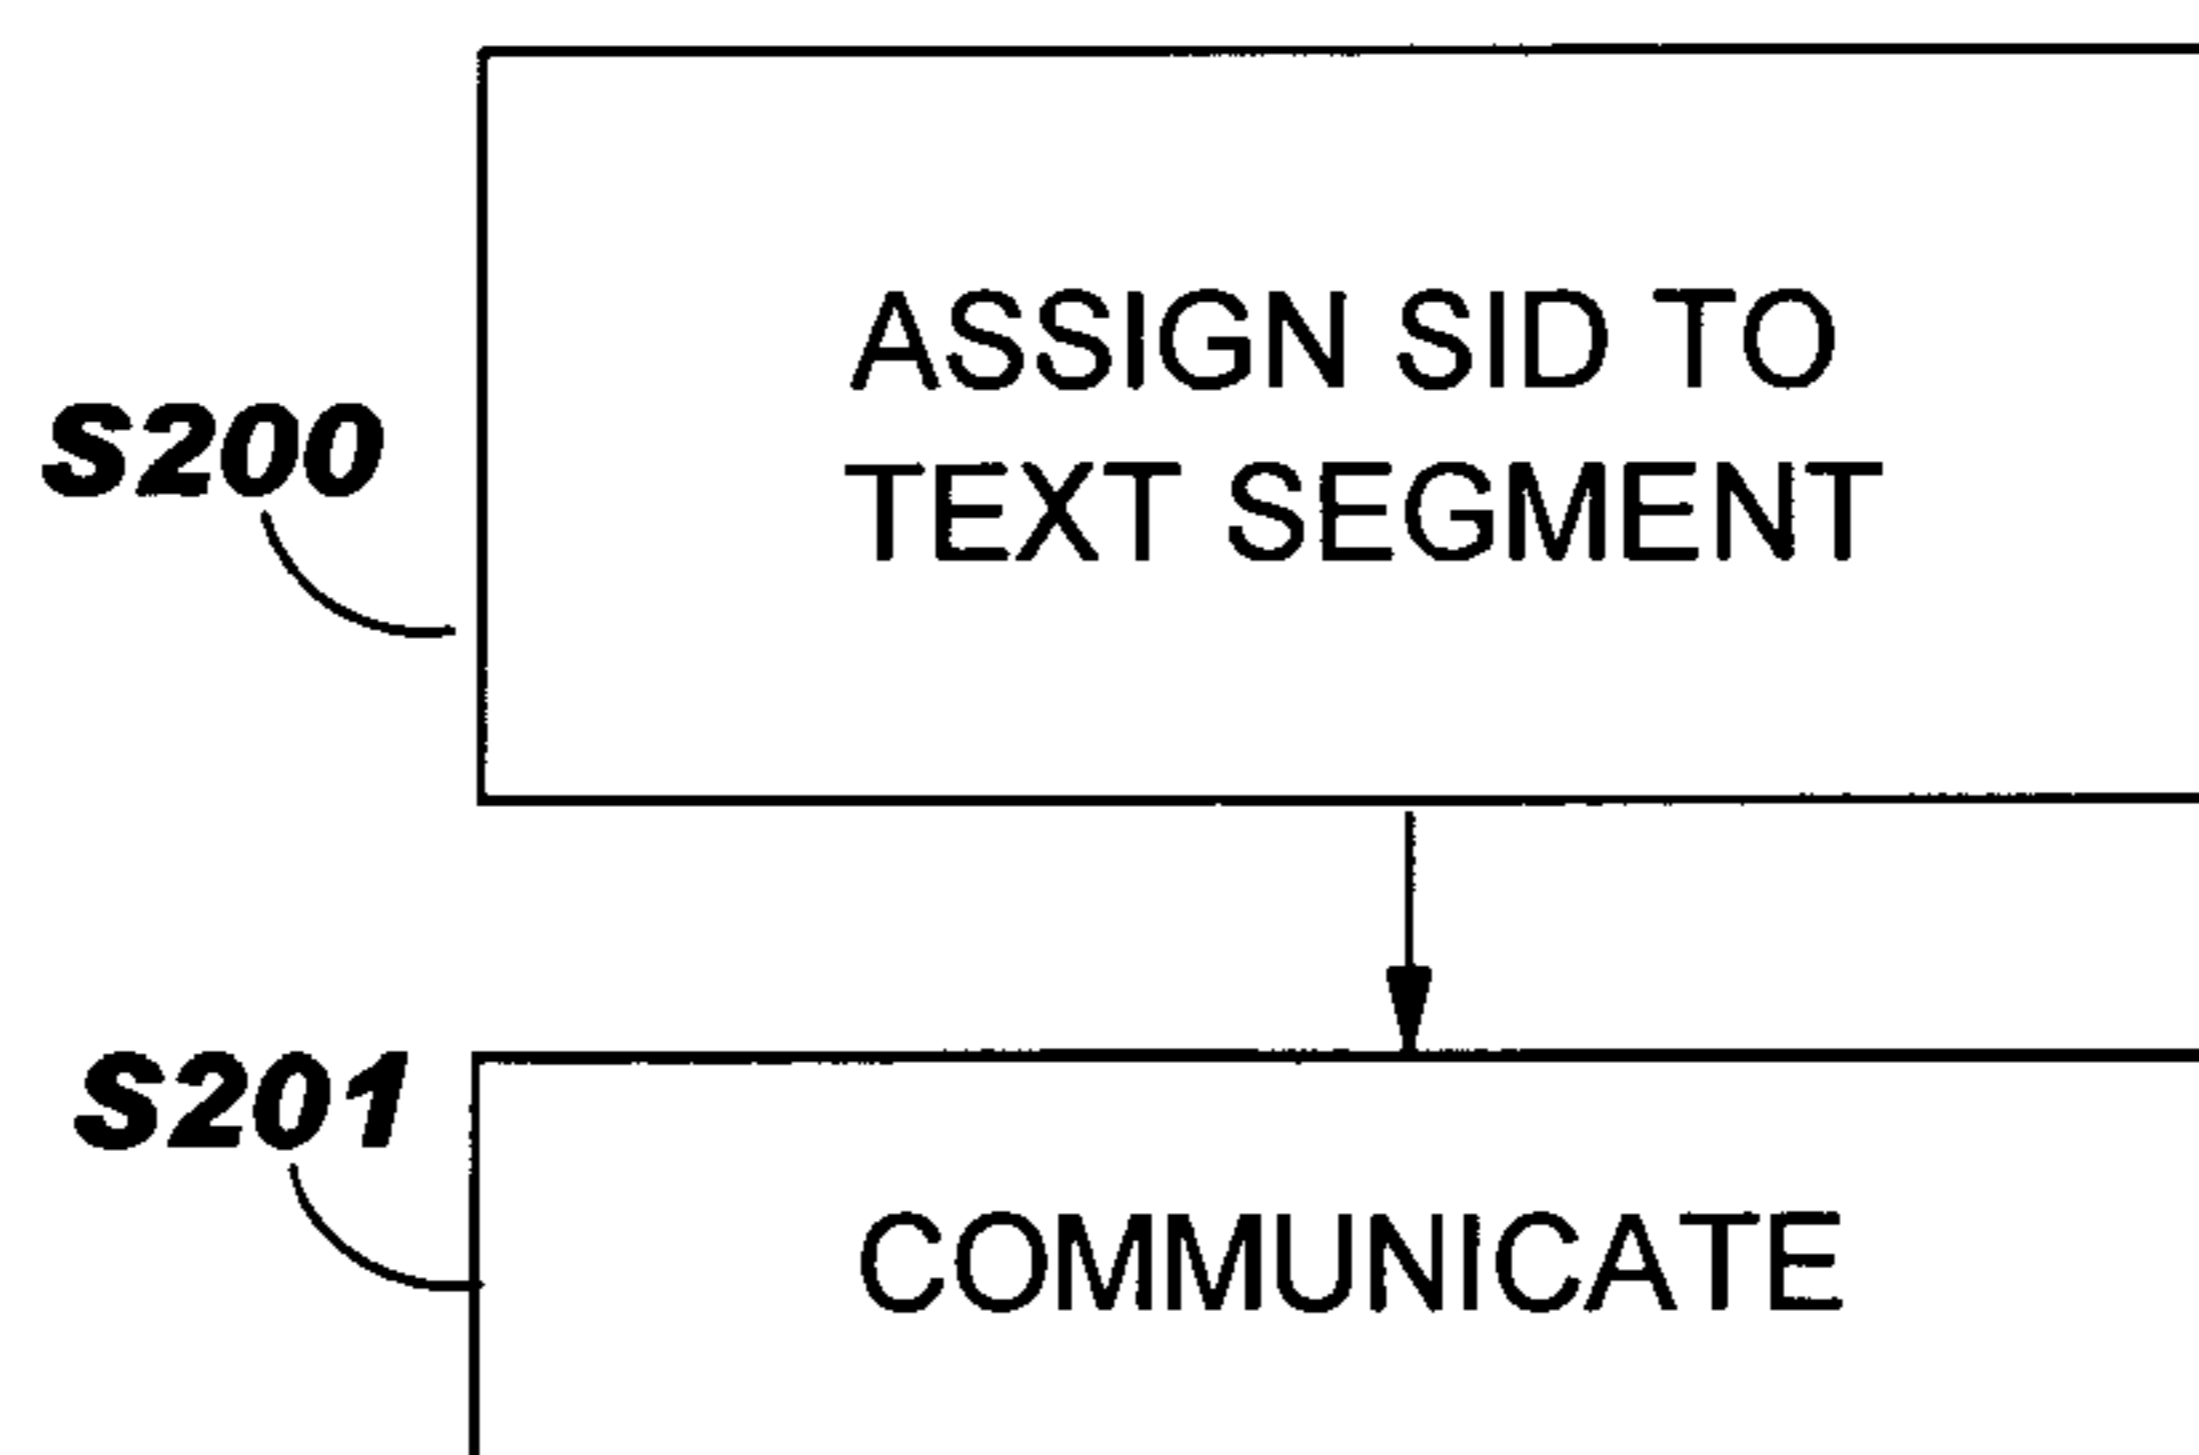 ASSIGN SID TO
TEXT SEGMENT
S200
S201
COMMUNICATE